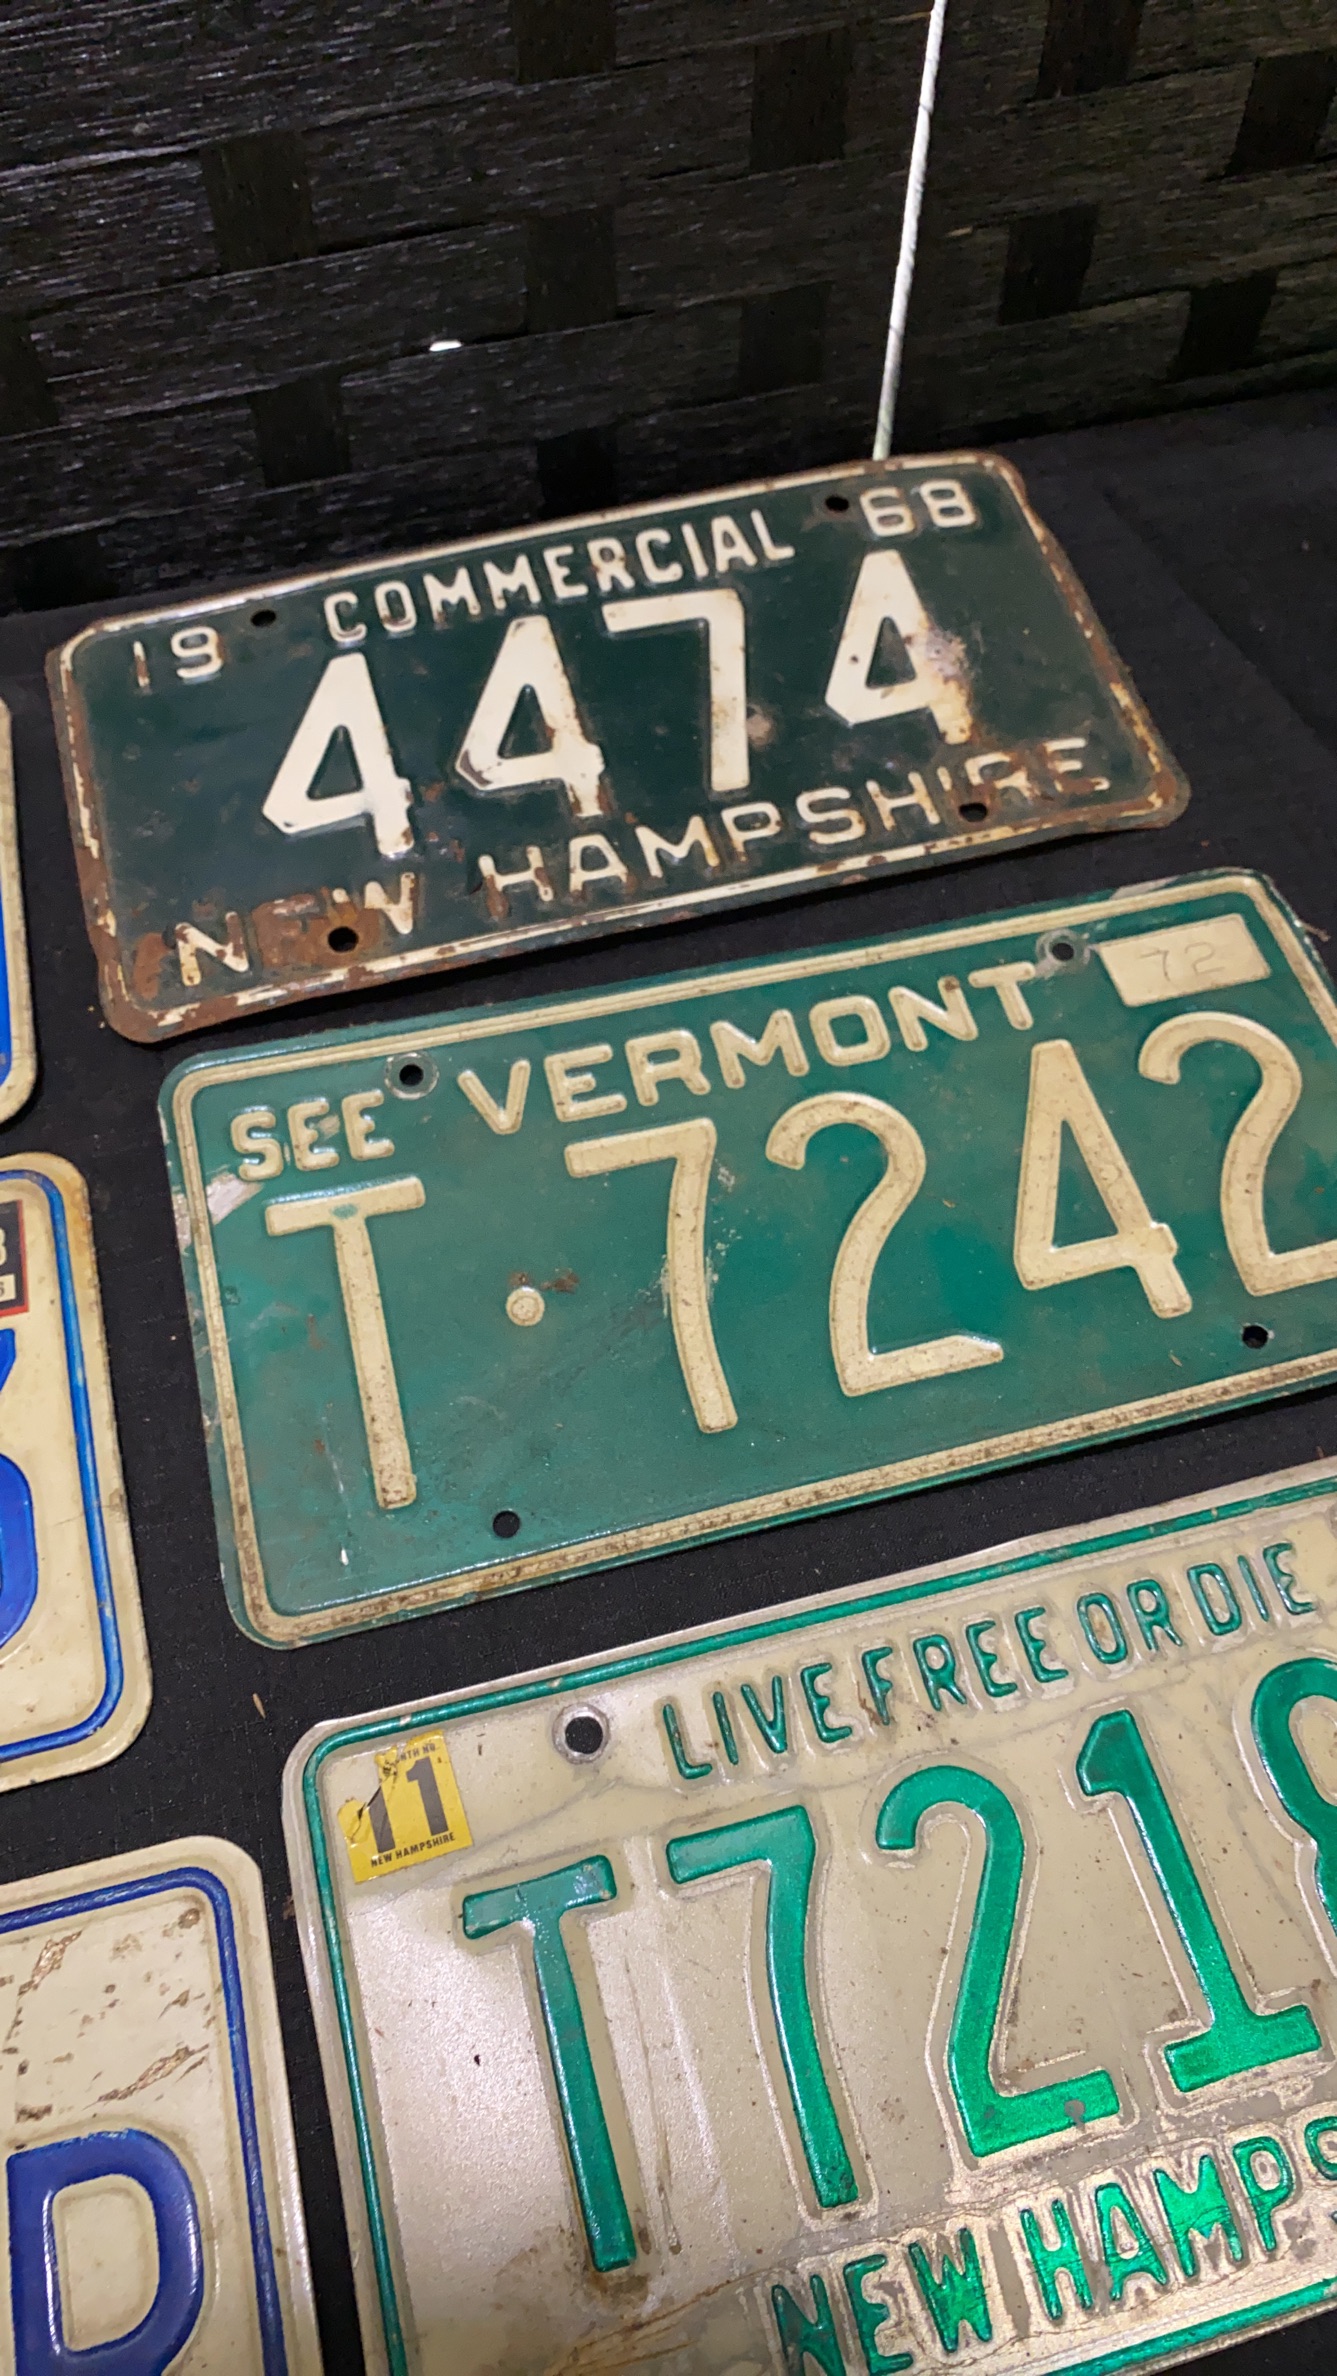 19 COMMERCIAL 68
4474
NEW HAMPSHIRE
SEE VERMONT 72
T·7242
LIVE FREE OR DIE
11
NEW HAMPSHIRE
T7218
NEW HAMPS